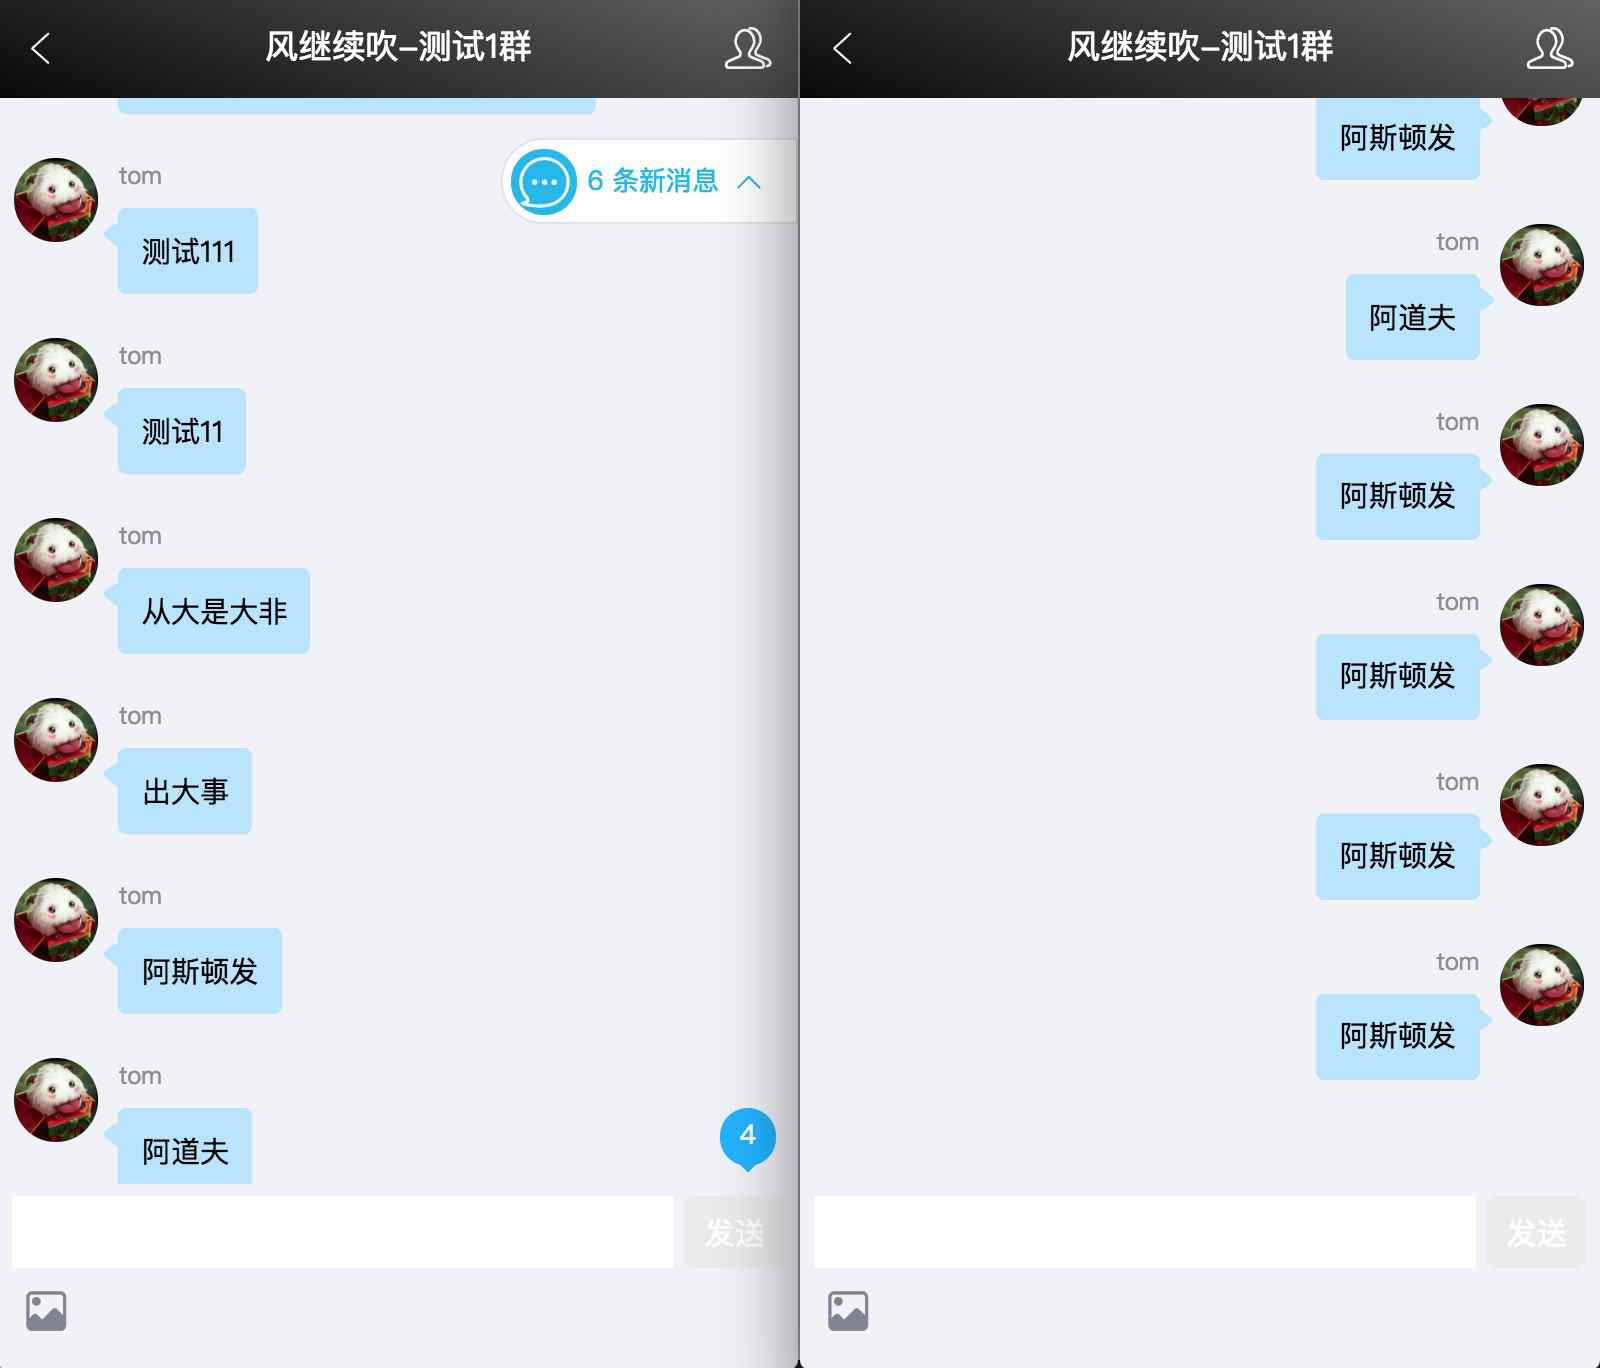 风继续吹-测试1群
6 条新消息
tom
测试111
tom
测试11
tom
从大是大非
tom
出大事
tom
阿斯顿发
tom
阿道夫
4
发送
风继续吹-测试1群
阿斯顿发
tom
阿道夫
tom
阿斯顿发
tom
阿斯顿发
tom
阿斯顿发
tom
阿斯顿发
发送